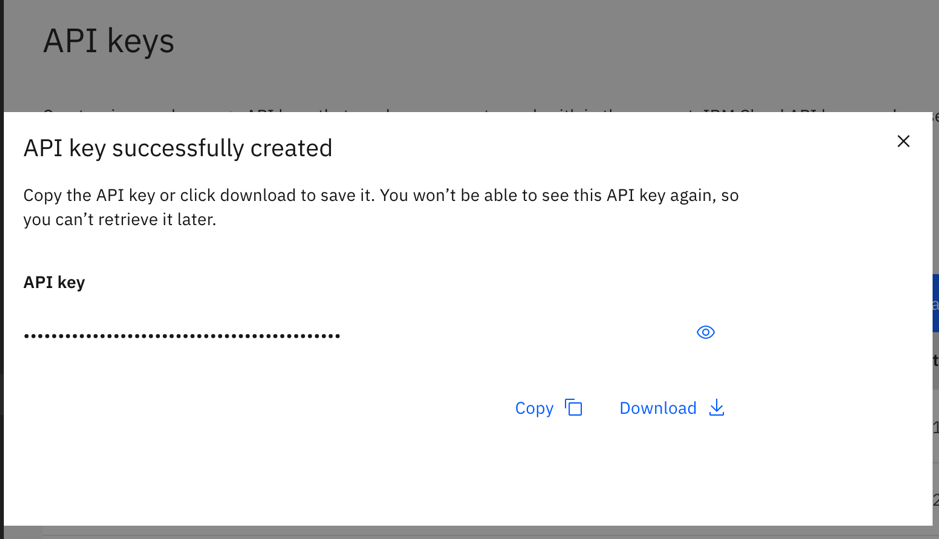 API keys
API key successfully created
Copy the API key or click download to save it. You won’t be able to see this API key again, so
you can’t retrieve it later.
API key
••••••••••••••••••••••••••••••••••••••••••••
Copy
Download